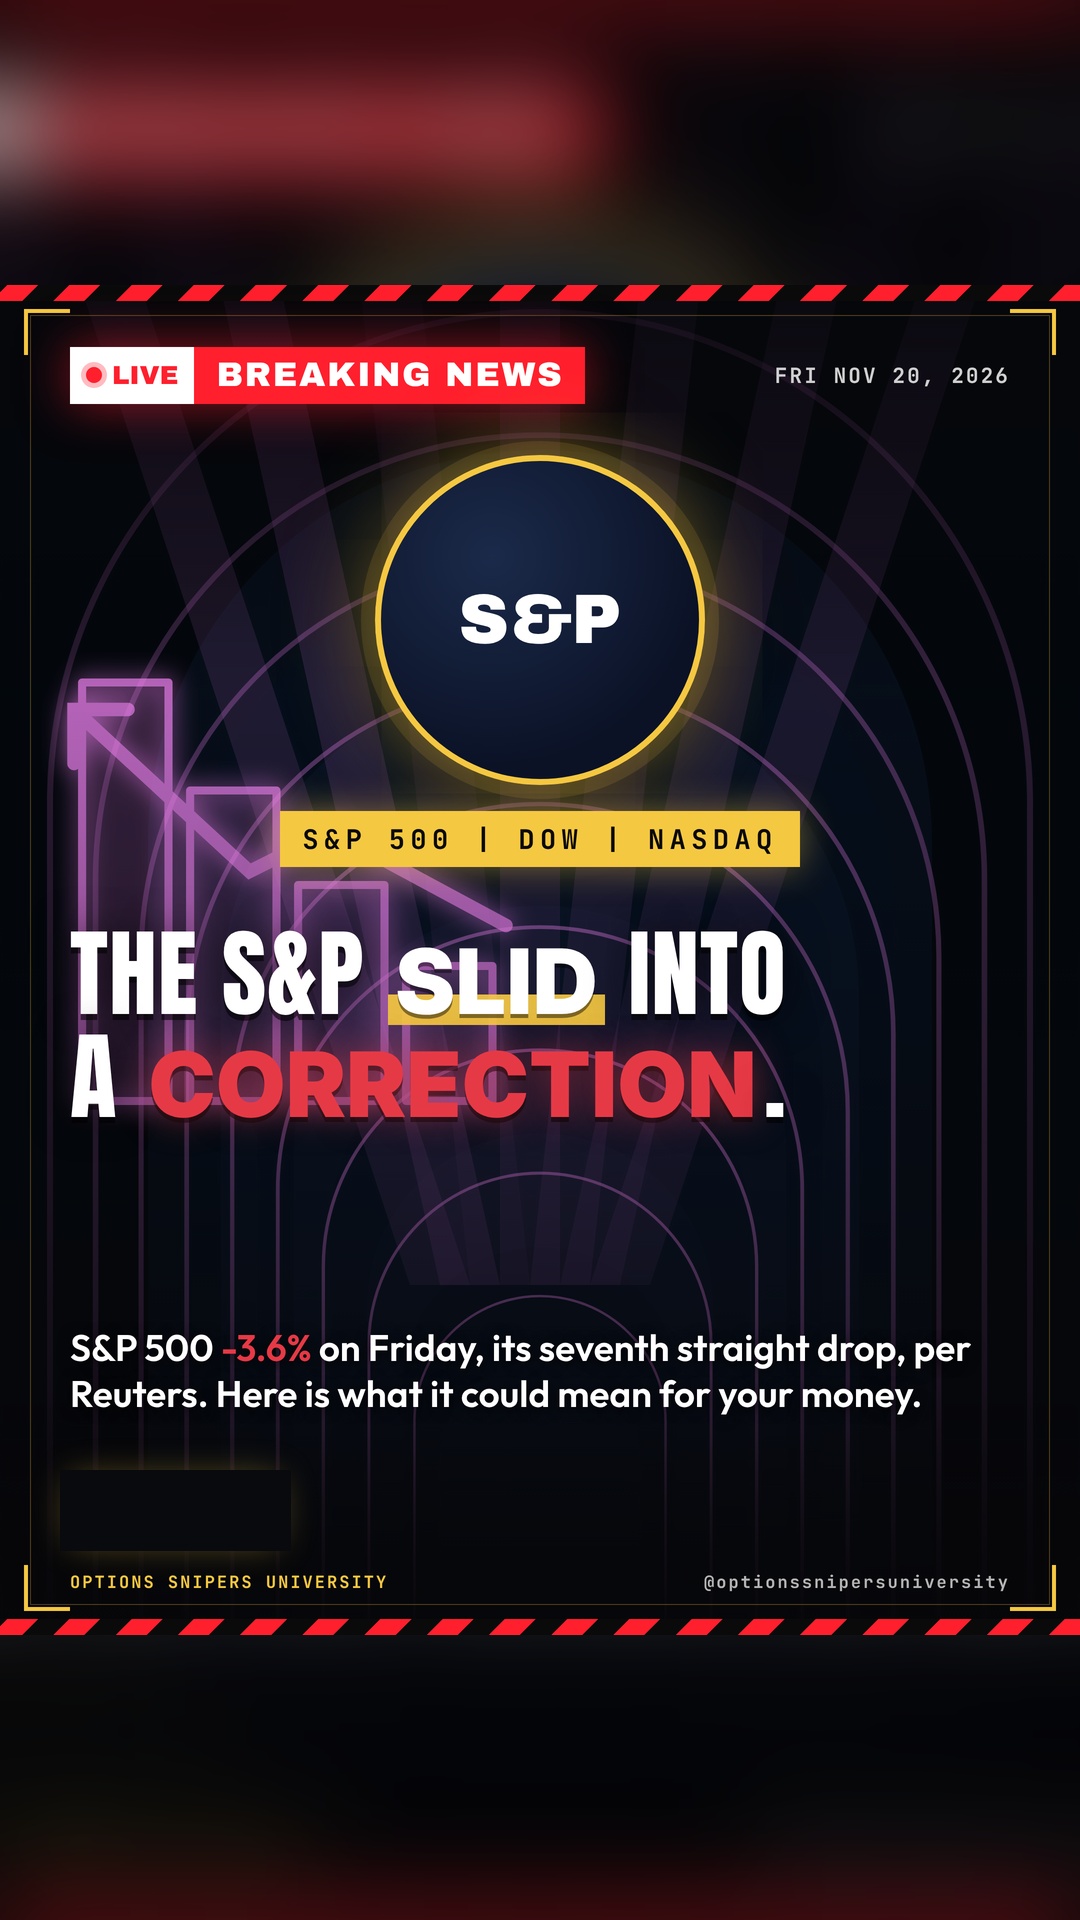 LIVE BREAKING NEWS
FRI NOV 20, 2026
S&P
S&P 500 | DOW | NASDAQ
THE S&P SLID INTO
A CORRECTION.
S&P 500 -3.6% on Friday, its seventh straight drop, per
Reuters. Here is what it could mean for your money.
OPTIONS SNIPERS UNIVERSITY
@optionssnipersuniversity